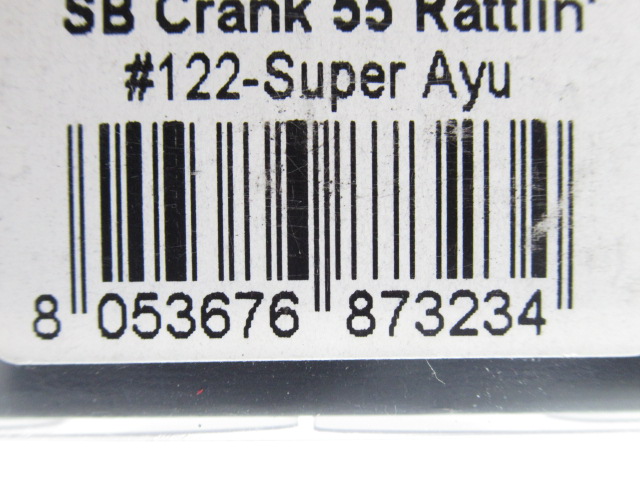 SB Crank 55 Rattlin'
#122-Super Ayu
8 053676 873234